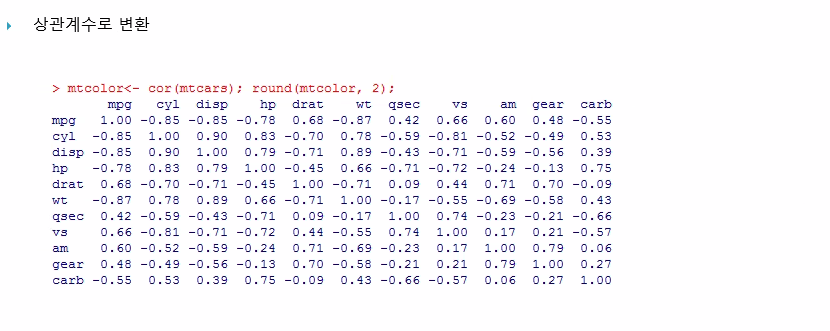 상관계수로 변환
> mtcolor<- cor(mtcars); round(mtcolor, 2);
mpg cyl disp hp drat wt qsec vs am gear carb
mpg 1.00 -0.85 -0.85 -0.78 0.68 -0.87 0.42 0.66 0.60 0.48 -0.55
cyl -0.85 1.00 0.90 0.83 -0.70 0.78 -0.59 -0.81 -0.52 -0.49 0.53
disp -0.85 0.90 1.00 0.79 -0.71 0.89 -0.43 -0.71 -0.59 -0.56 0.39
hp -0.78 0.83 0.79 1.00 -0.45 0.66 -0.71 -0.72 -0.24 -0.13 0.75
drat 0.68 -0.70 -0.71 -0.45 1.00 -0.71 0.09 0.44 0.71 0.70 -0.09
wt -0.87 0.78 0.89 0.66 -0.71 1.00 -0.17 -0.55 -0.69 -0.58 0.43
qsec 0.42 -0.59 -0.43 -0.71 0.09 -0.17 1.00 0.74 -0.23 -0.21 -0.66
vs 0.66 -0.81 -0.71 -0.72 0.44 -0.55 0.74 1.00 0.17 0.21 -0.57
am 0.60 -0.52 -0.59 -0.24 0.71 -0.69 -0.23 0.17 1.00 0.79 0.06
gear 0.48 -0.49 -0.56 -0.13 0.70 -0.58 -0.21 0.21 0.79 1.00 0.27
carb -0.55 0.53 0.39 0.75 -0.09 0.43 -0.66 -0.57 0.06 0.27 1.00